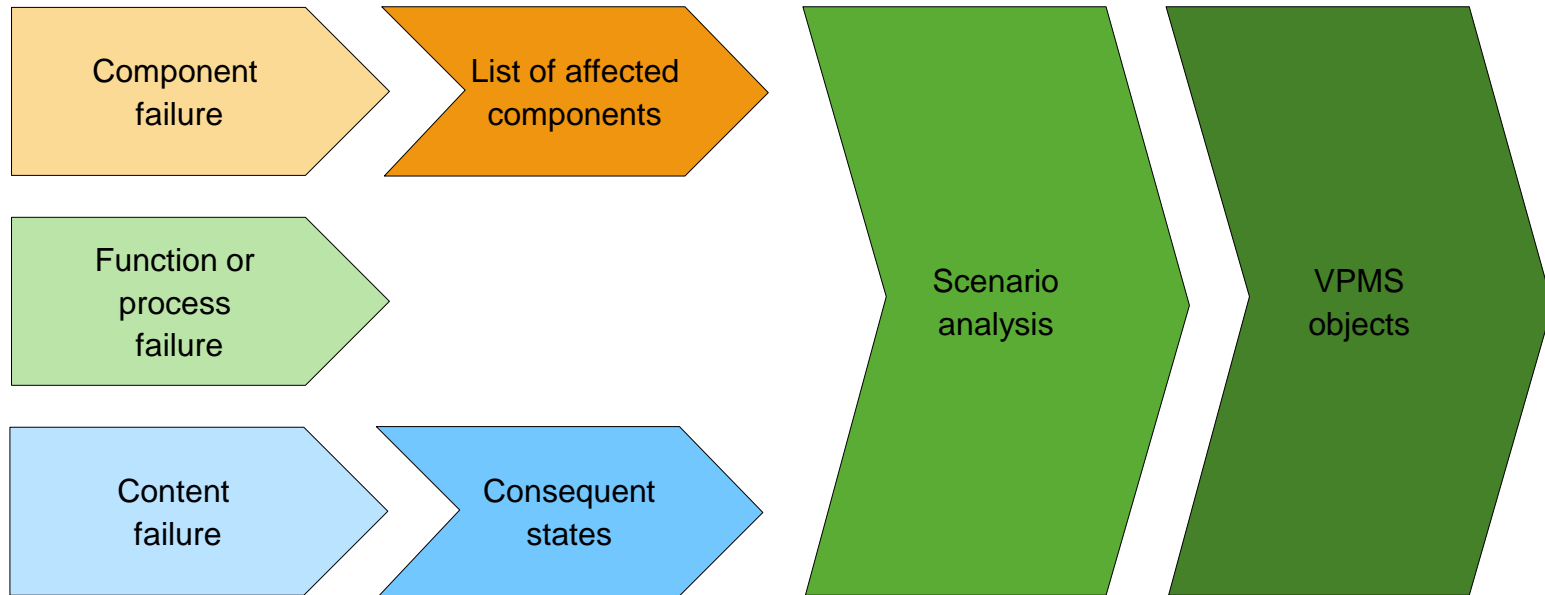 Component
failure
List of affected
components
Function or
process
failure
Content
failure
Consequent
states
Scenario
analysis
VPMS
objects